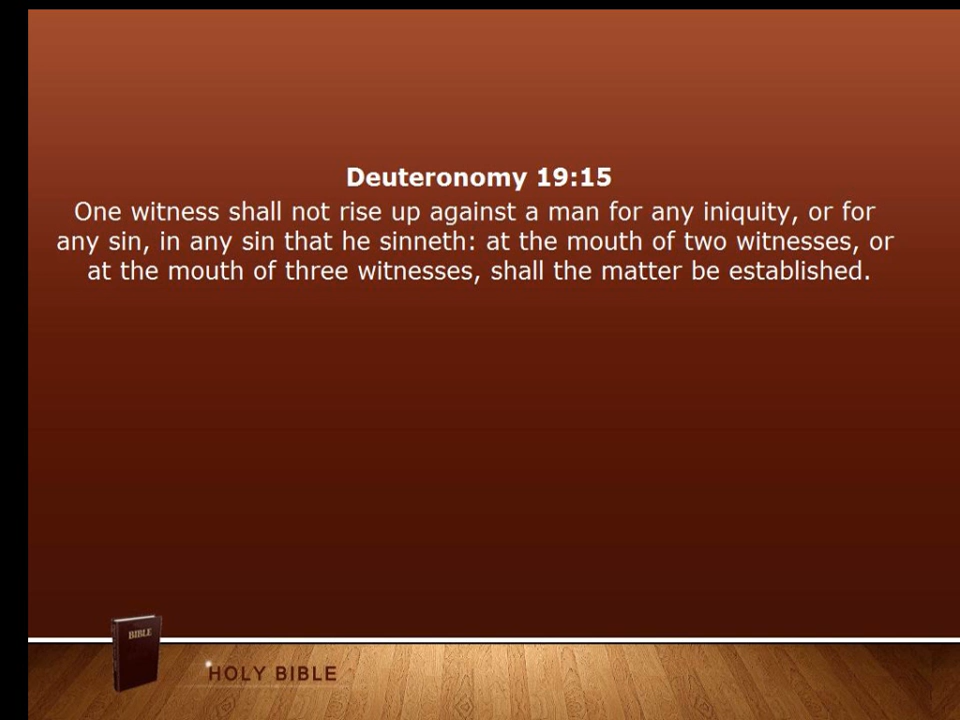 Deuteronomy 19:15
One witness shall not rise up against a man for any iniquity, or for
any sin, in any sin that he sinneth: at the mouth of two witnesses, or
at the mouth of three witnesses, shall the matter be established.
BIBLE
HOLY BIBLE